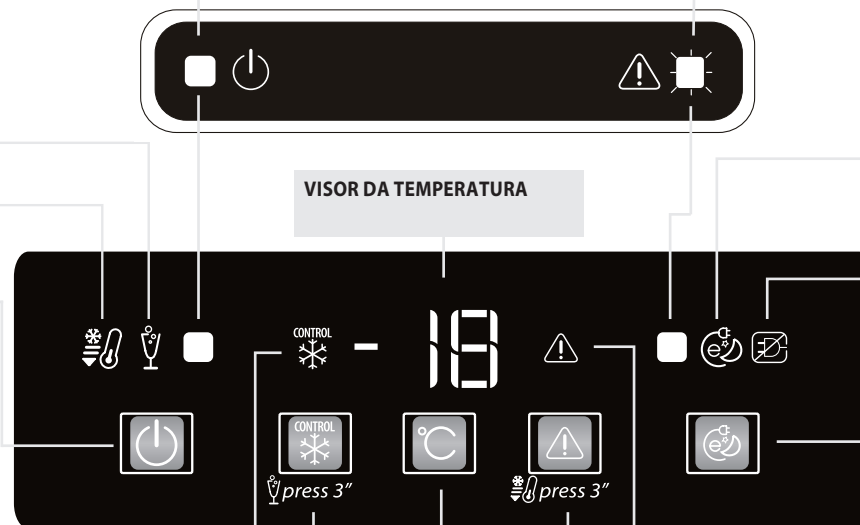 VISOR DA TEMPERATURA
CONTROL
- 18
CONTROL
°C
press 3”
press 3”